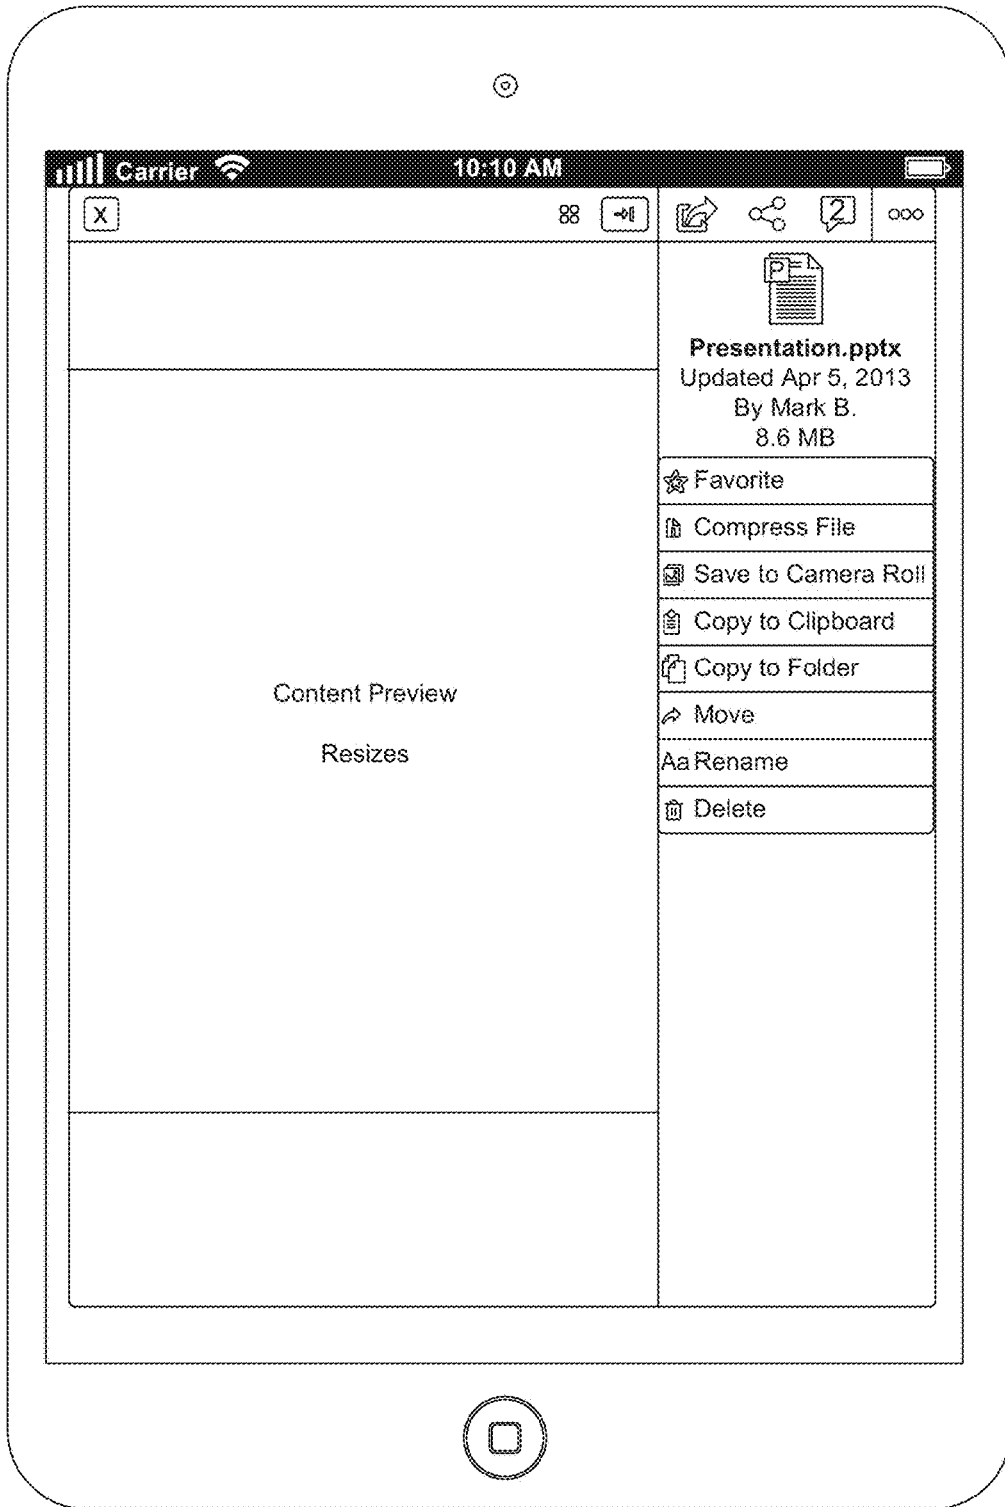 Carrier
10:10 AM
X
2
P
Presentation.pptx
Updated Apr 5, 2013
By Mark B.
8.6 MB
Favorite
Compress File
Save to Camera Roll
Copy to Clipboard
Copy to Folder
Move
Aa Rename
Delete
Content Preview
Resizes